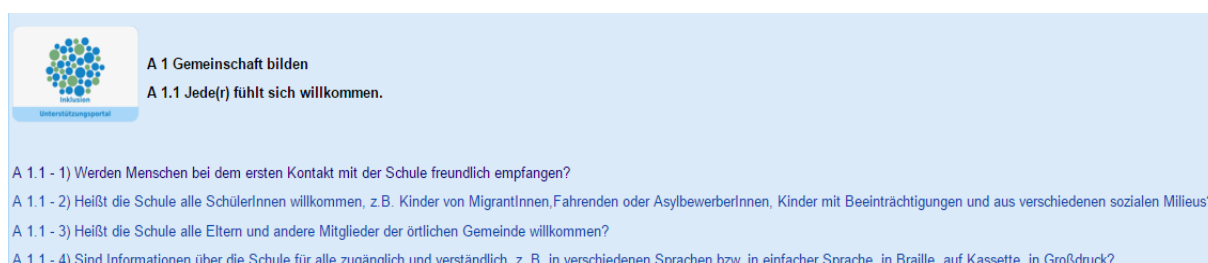 Inklusion
Unterstützungsportal
A 1 Gemeinschaft bilden
A 1.1 Jede(r) fühlt sich willkommen.
A 1.1 - 1) Werden Menschen bei dem ersten Kontakt mit der Schule freundlich empfangen?
A 1.1 - 2) Heißt die Schule alle SchülerInnen willkommen, z.B. Kinder von MigrantInnen,Fahrenden oder AsylbewerberInnen, Kinder mit Beeinträchtigungen und aus verschiedenen sozialen Milieus?
A 1.1 - 3) Heißt die Schule alle Eltern und andere Mitglieder der örtlichen Gemeinde willkommen?
A 1.1 - 4) Sind Informationen über die Schule für alle zugänglich und verständlich, z. B. in verschiedenen Sprachen bzw. in einfacher Sprache, in Braille, auf Kassette, in Großdruck?